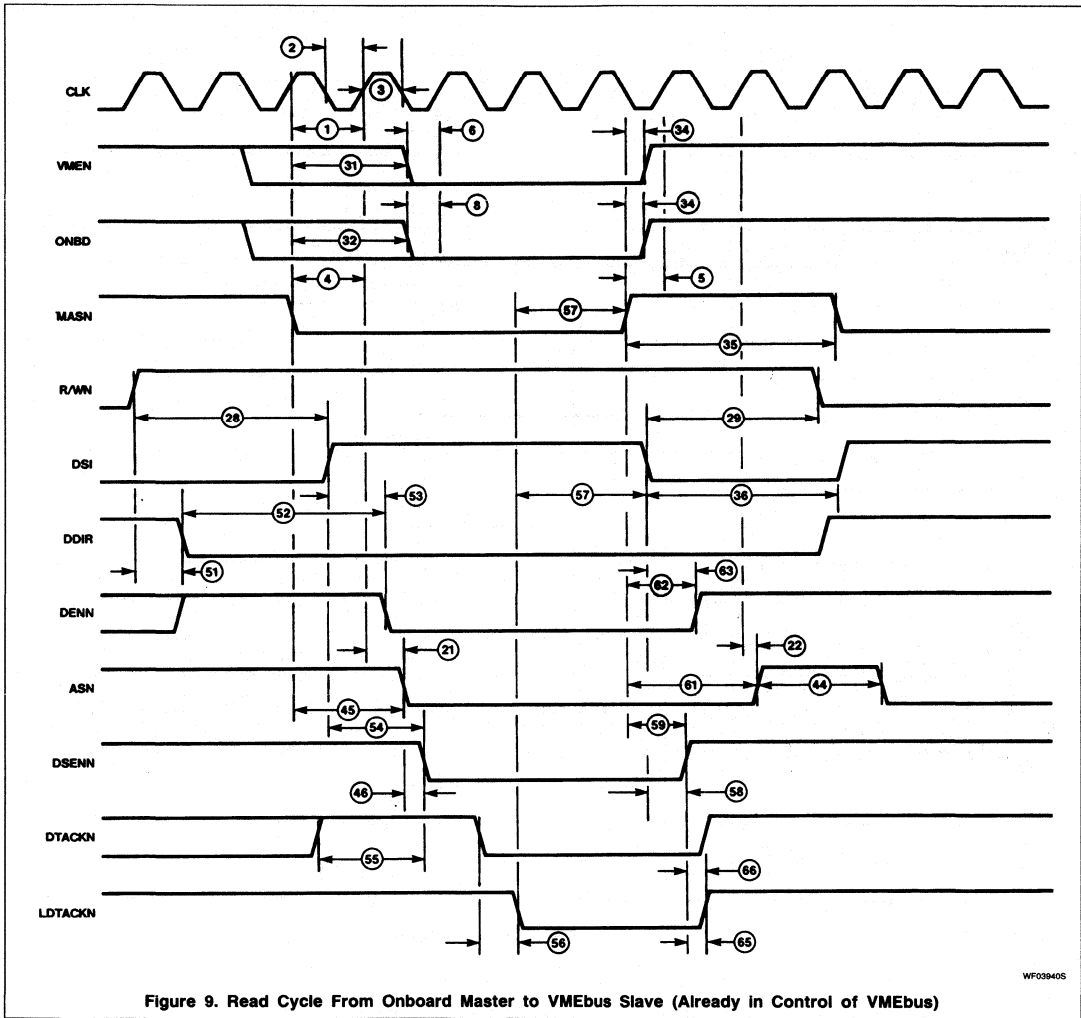 2
CLK
3
1
6
34
VMEN
31
8
34
ONBD
32
4
5
MASN
57
35
R/WN
28
29
DSI
53
57
36
52
DDIR
51
63
62
DENN
21
22
ASN
61
44
45
54
59
DSENN
46
58
DTACKN
55
66
LDTACKN
56
65
WF03940S
Figure 9. Read Cycle From Onboard Master to VMEbus Slave (Already in Control of VMEbus)